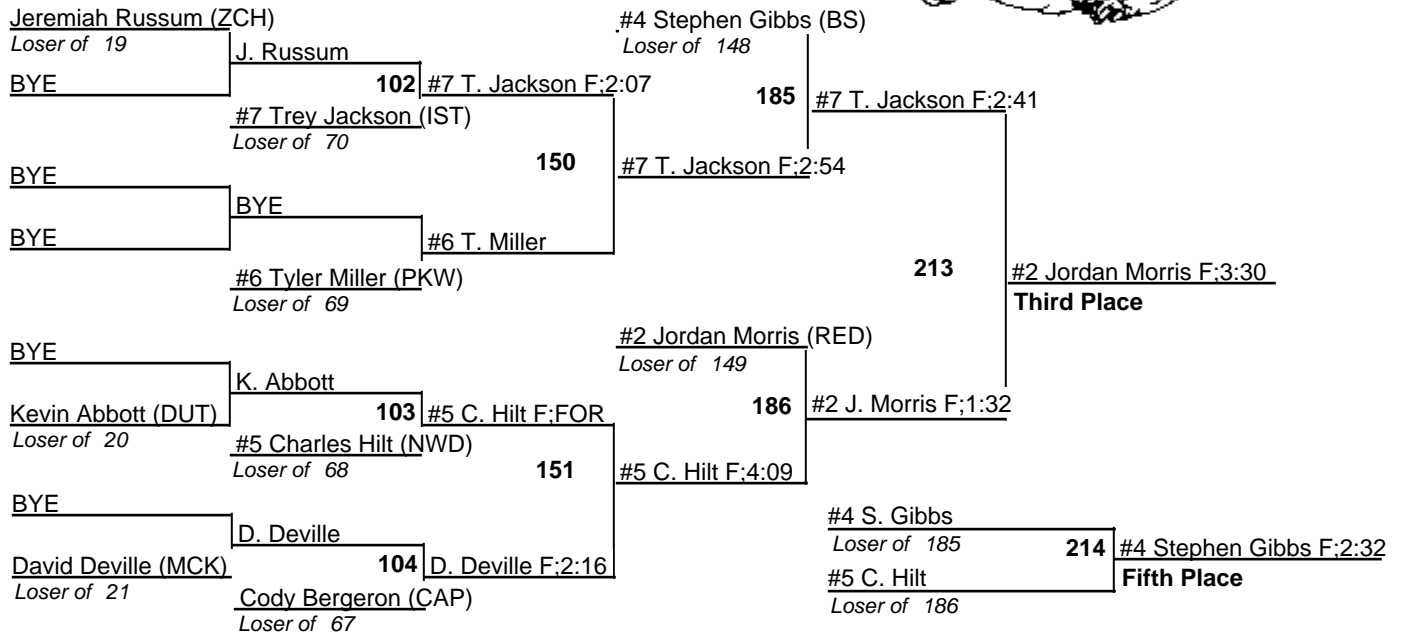 Jeremiah Russum (ZCH)
Loser of 19
BYE
J. Russum
102
#7 Trey Jackson (IST)
Loser of 70
#7 T. Jackson F;2:07
BYE
BYE
BYE
#6 Tyler Miller (PKW)
Loser of 69
#6 T. Miller
150
#7 T. Jackson F;2:54
#4 Stephen Gibbs (BS)
Loser of 148
185
#7 T. Jackson F;2:41
BYE
Kevin Abbott (DUT)
Loser of 20
K. Abbott
103
#5 Charles Hilt (NWD)
Loser of 68
#5 C. Hilt F;FOR
BYE
David Deville (MCK)
Loser of 21
D. Deville
104
Cody Bergeron (CAP)
Loser of 67
D. Deville F;2:16
151
#5 C. Hilt F;4:09
#2 Jordan Morris (RED)
Loser of 149
186
#2 J. Morris F;1:32
213
#2 Jordan Morris F;3:30
Third Place
#4 S. Gibbs
Loser of 185
#5 C. Hilt
Loser of 186
214
#4 Stephen Gibbs F;2:32
Fifth Place